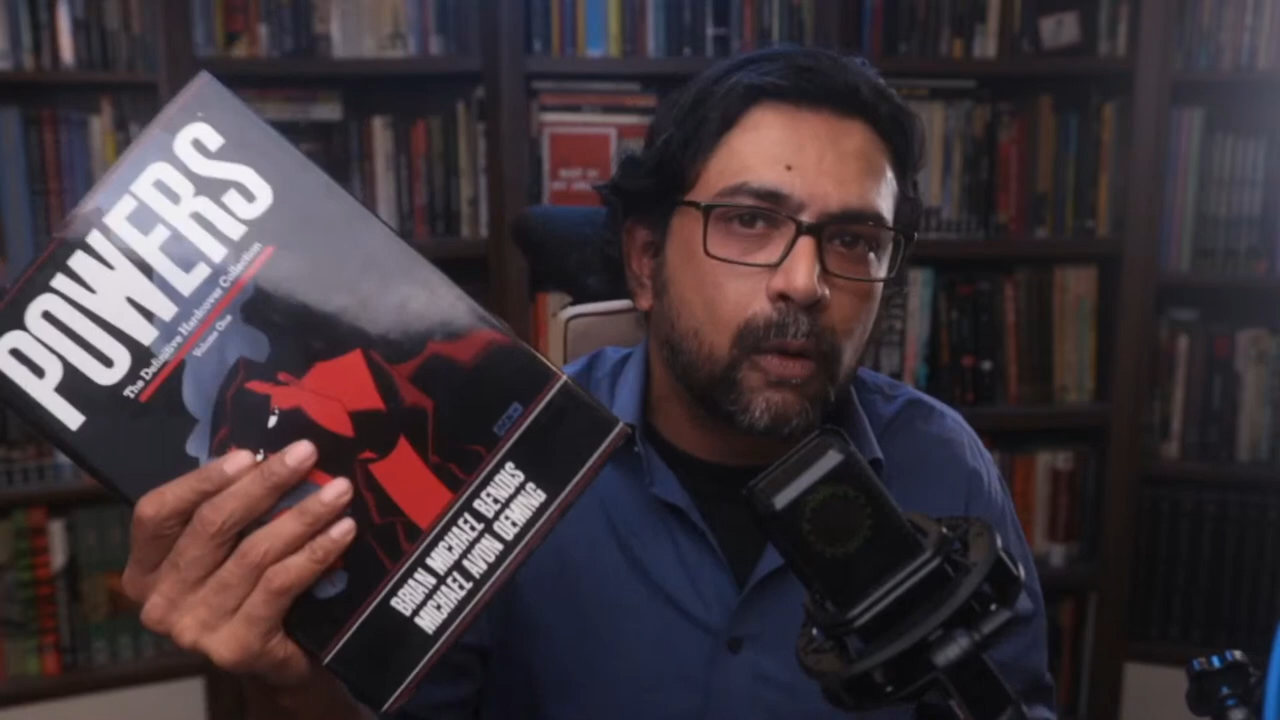 POWERS
The Definitive Hardcover Collection
Volume One
BRIAN MICHAEL BENDIS
MICHAEL AVON OEMING